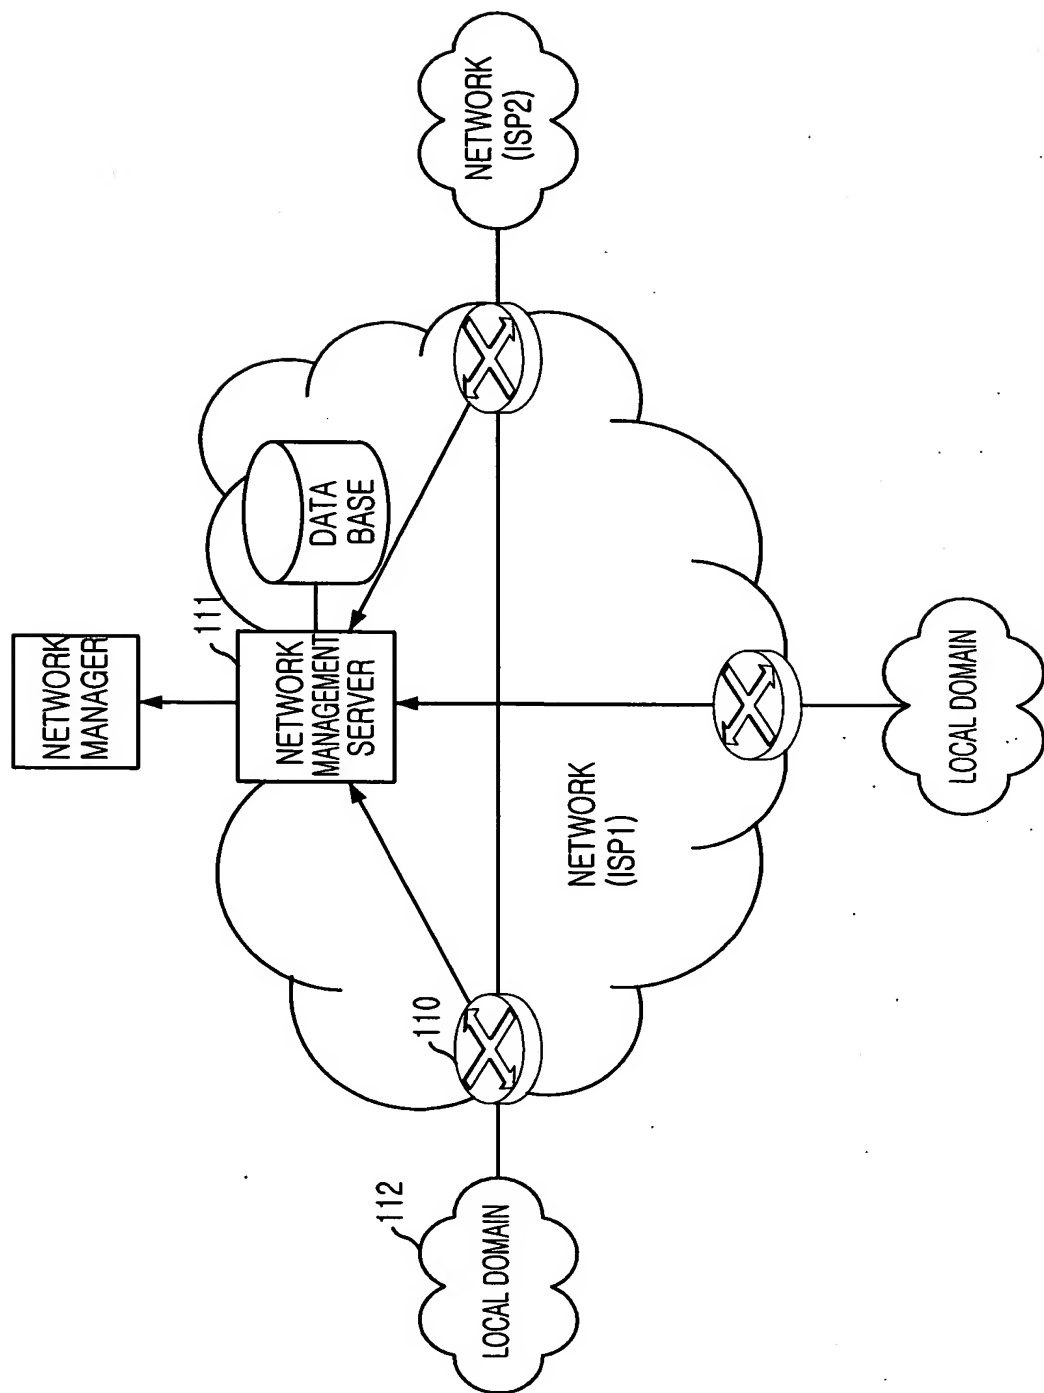 NETWORK
MANAGER
111
NETWORK
MANAGEMENT
SERVER
DATA
BASE
112
LOCAL DOMAIN
110
NETWORK
(ISP1)
NETWORK
(ISP2)
LOCAL DOMAIN